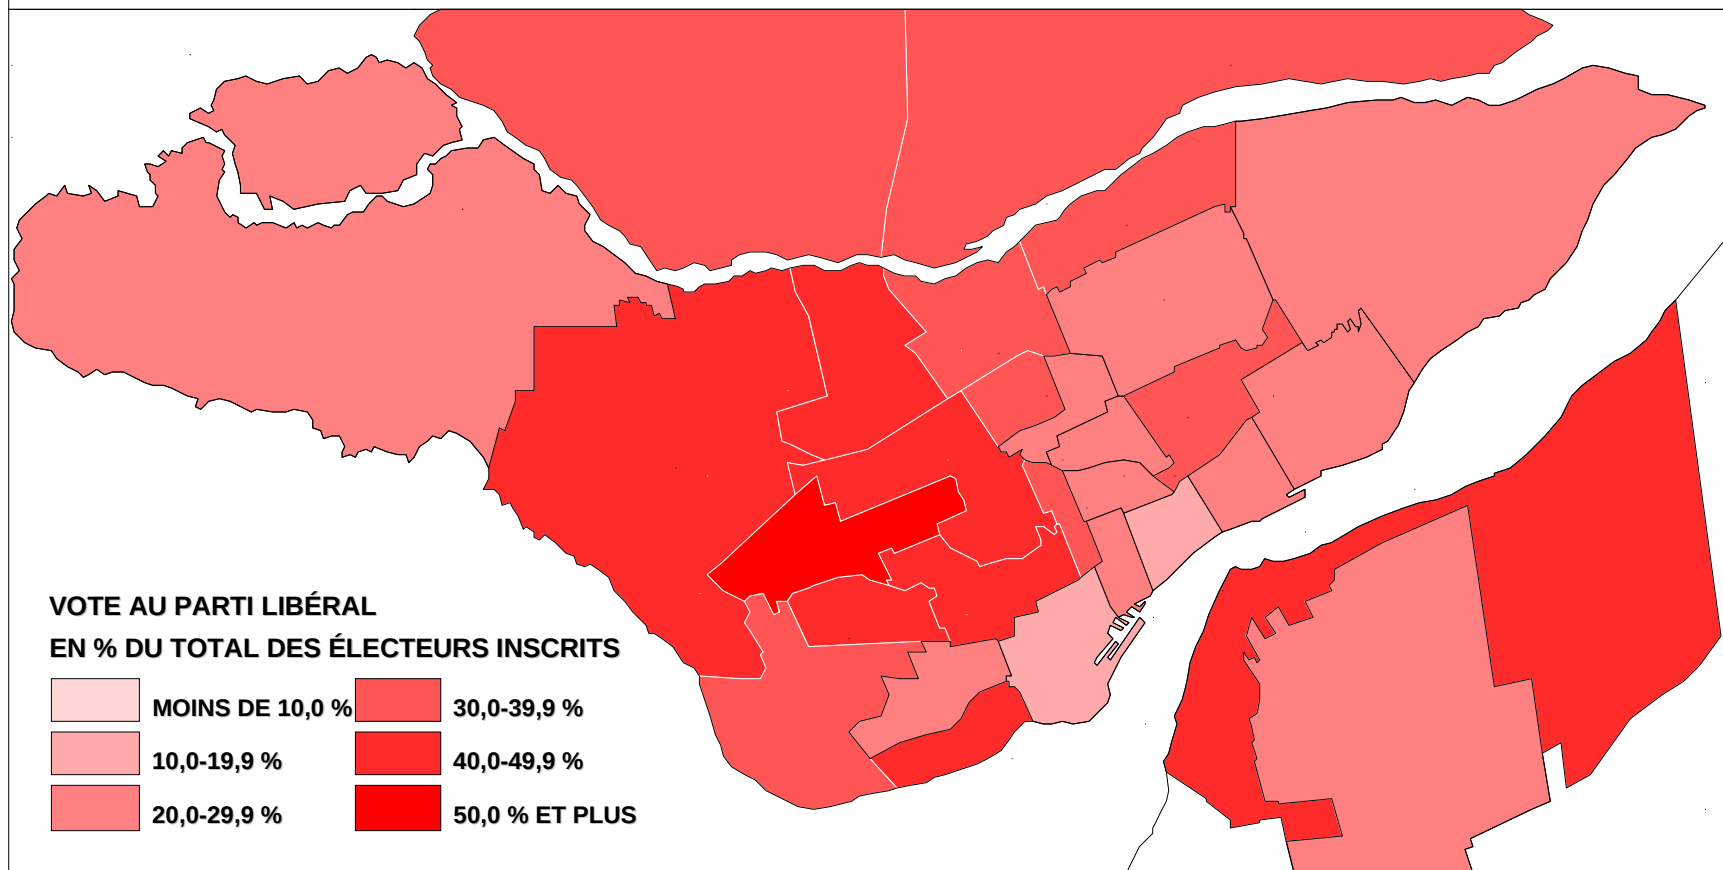 VOTE AU PARTI LIBÉRAL
EN % DU TOTAL DES ÉLECTEURS INSCRITS
MOINS DE 10,0 %
10,0-19,9 %
20,0-29,9 %
30,0-39,9 %
40,0-49,9 %
50,0 % ET PLUS